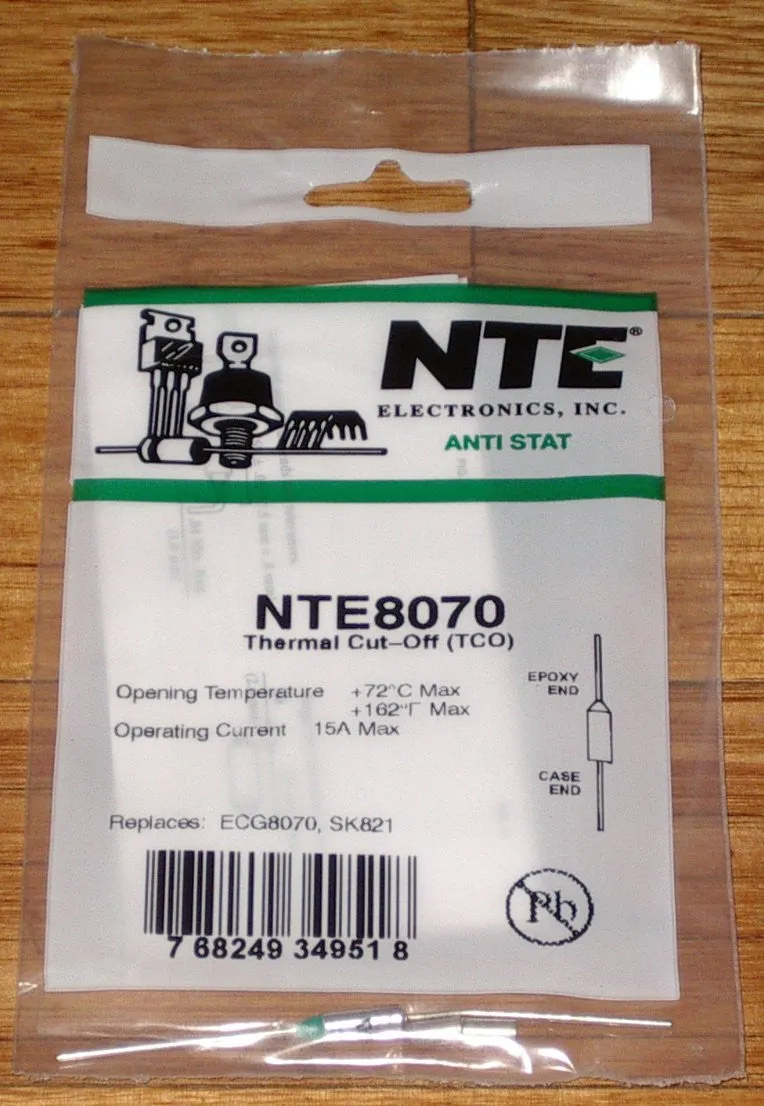 NTE®
ELECTRONICS, INC.
ANTI STAT
NTE8070
Thermal Cut–Off (TCO)
Opening Temperature +72°C Max
+162°F Max
Operating Current 15A Max
EPOXY
END
CASE
END
Replaces: ECG8070, SK821
Pb
7 68249 34951 8